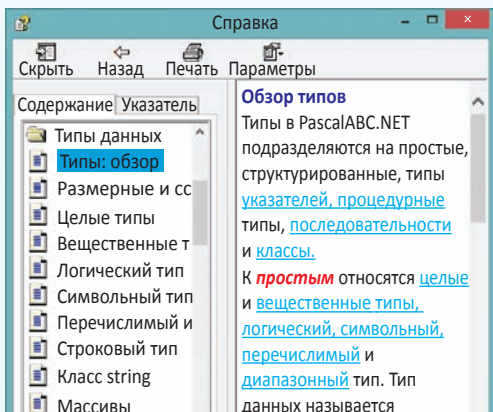 Справка
Скрыть Назад Печать Параметры
Содержание Указатель
Типы данных
Типы: обзор
Размерные и сс
Целые типы
Вещественные т
Логический тип
Символьный тип
Перечислимый и
Строковый тип
Класс string
Массивы
Обзор типов
Типы в PascalABC.NET
подразделяются на простые,
структурированные, типы
указателей, процедурные
типы, последовательности
и классы.
К простым относятся целые
и вещественные типы,
логический, символьный,
перечислимый и
диапазонный тип. Тип
данных называется